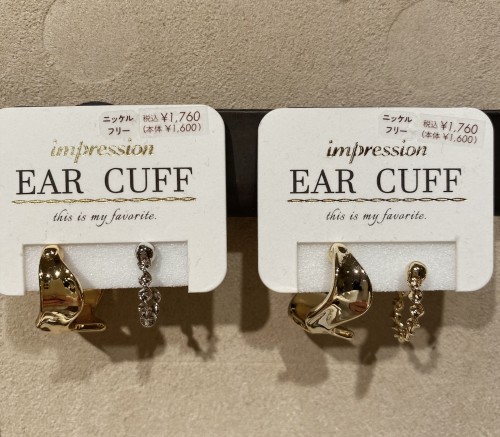 ニッケル
フリー
税込 ¥1,760
(本体 ¥1,600)
impression
EAR CUFF
this is my favorite.
ニッケル
フリー
税込 ¥1,760
(本体 ¥1,600)
impression
EAR CUFF
this is my favorite.